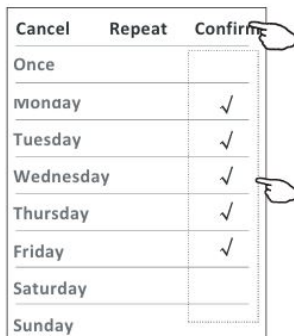 Cancel Repeat Confirm
Once
Monday √
Tuesday √
Wednesday √
Thursday √
Friday √
Saturday
Sunday